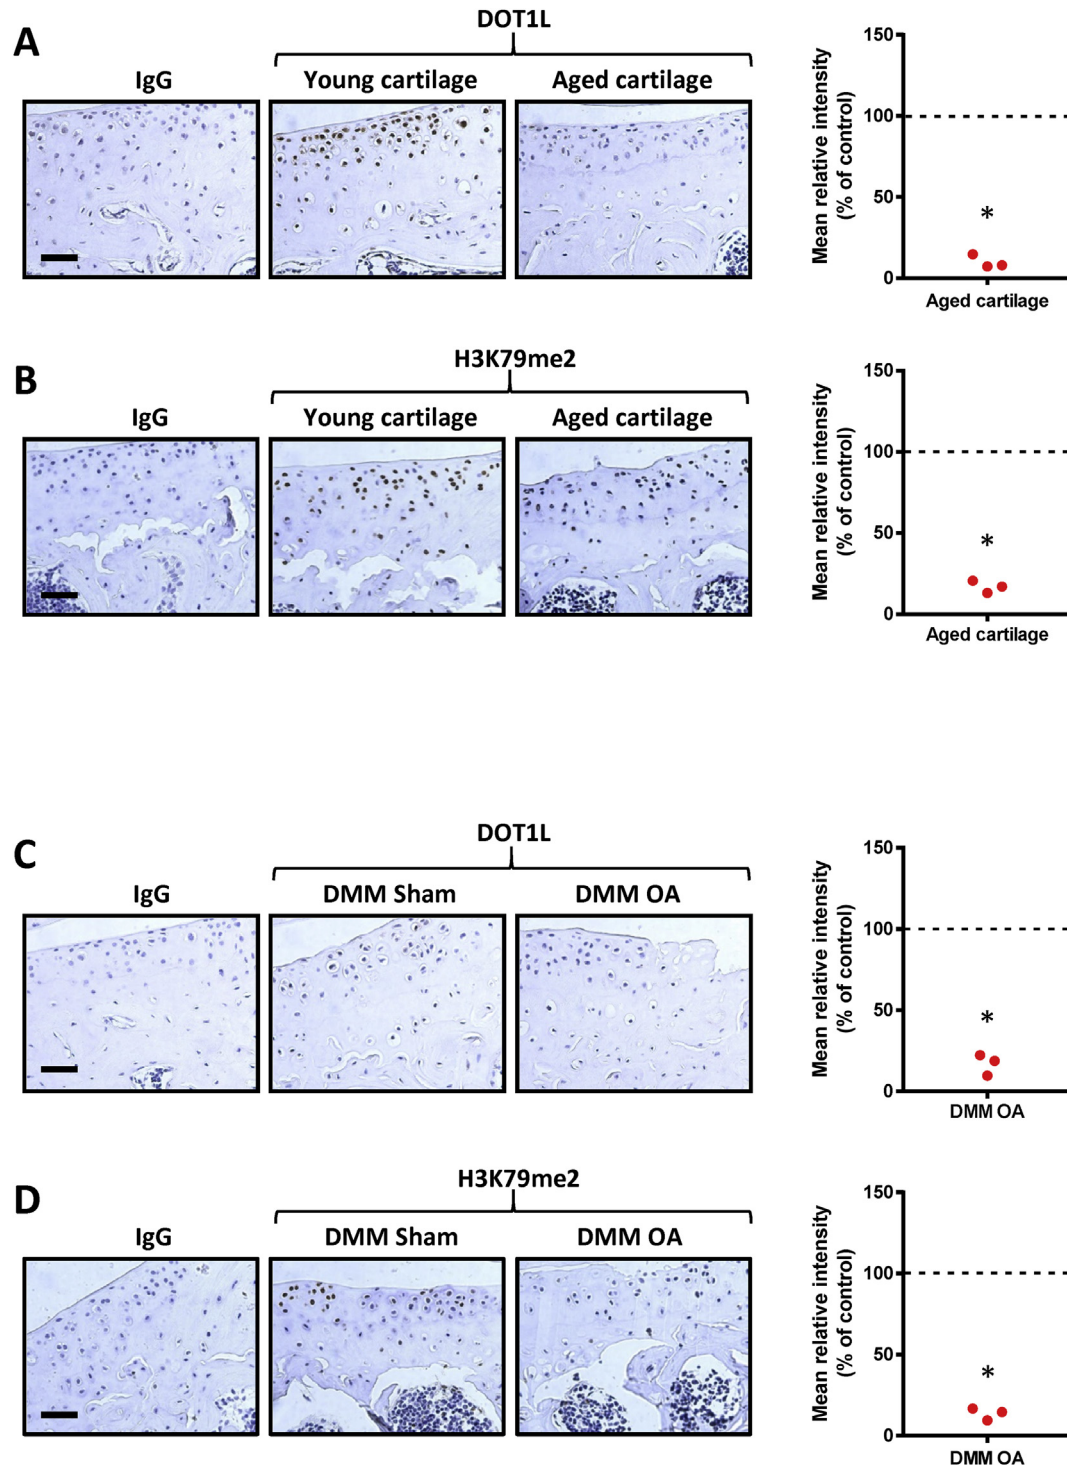 A
DOT1L
IgG
Young cartilage
Aged cartilage
Mean relative intensity
(% of control)
150
100
50
0
*
Aged cartilage
B
H3K79me2
IgG
Young cartilage
Aged cartilage
Mean relative intensity
(% of control)
150
100
50
0
*
Aged cartilage
C
DOT1L
IgG
DMM Sham
DMM OA
Mean relative intensity
(% of control)
150
100
50
0
*
DMM OA
D
H3K79me2
IgG
DMM Sham
DMM OA
Mean relative intensity
(% of control)
150
100
50
0
*
DMM OA